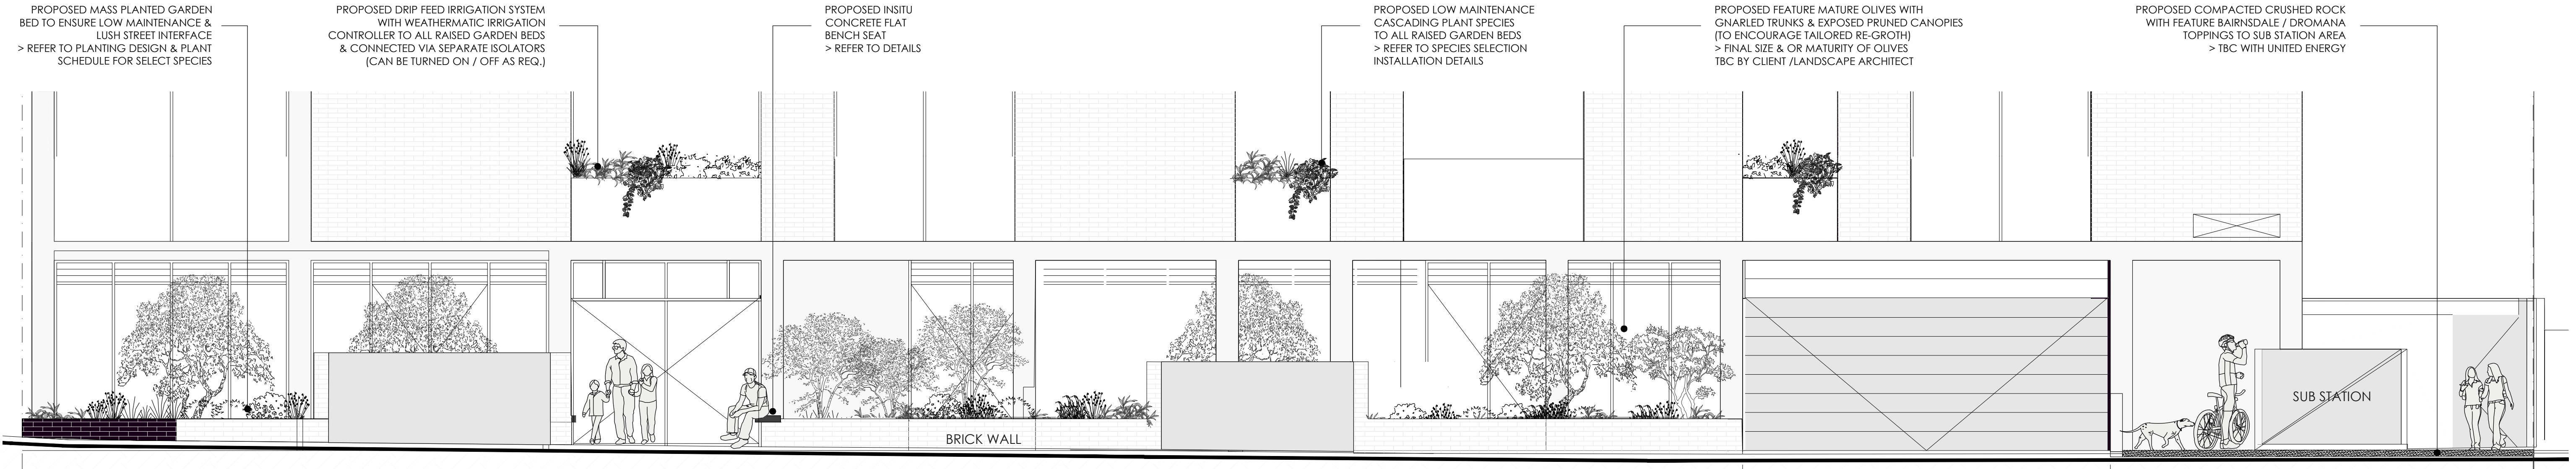 PROPOSED MASS PLANTED GARDEN
BED TO ENSURE LOW MAINTENANCE &
LUSH STREET INTERFACE
> REFER TO PLANTING DESIGN & PLANT
SCHEDULE FOR SELECT SPECIES
PROPOSED DRIP FEED IRRIGATION SYSTEM
WITH WEATHERMATIC IRRIGATION
CONTROLLER TO ALL RAISED GARDEN BEDS
& CONNECTED VIA SEPARATE ISOLATORS
(CAN BE TURNED ON / OFF AS REQ.)
PROPOSED INSITU
CONCRETE FLAT
BENCH SEAT
> REFER TO DETAILS
PROPOSED LOW MAINTENANCE
CASCADING PLANT SPECIES
TO ALL RAISED GARDEN BEDS
> REFER TO SPECIES SELECTION
INSTALLATION DETAILS
PROPOSED FEATURE MATURE OLIVES WITH
GNARLED TRUNKS & EXPOSED PRUNED CANOPIES
(TO ENCOURAGE TAILORED RE-GROTH)
> FINAL SIZE & OR MATURITY OF OLIVES
TBC BY CLIENT /LANDSCAPE ARCHITECT
PROPOSED COMPACTED CRUSHED ROCK
WITH FEATURE BAIRNSDALE / DROMANA
TOPPINGS TO SUB STATION AREA
> TBC WITH UNITED ENERGY
SUB STATION
BRICK WALL